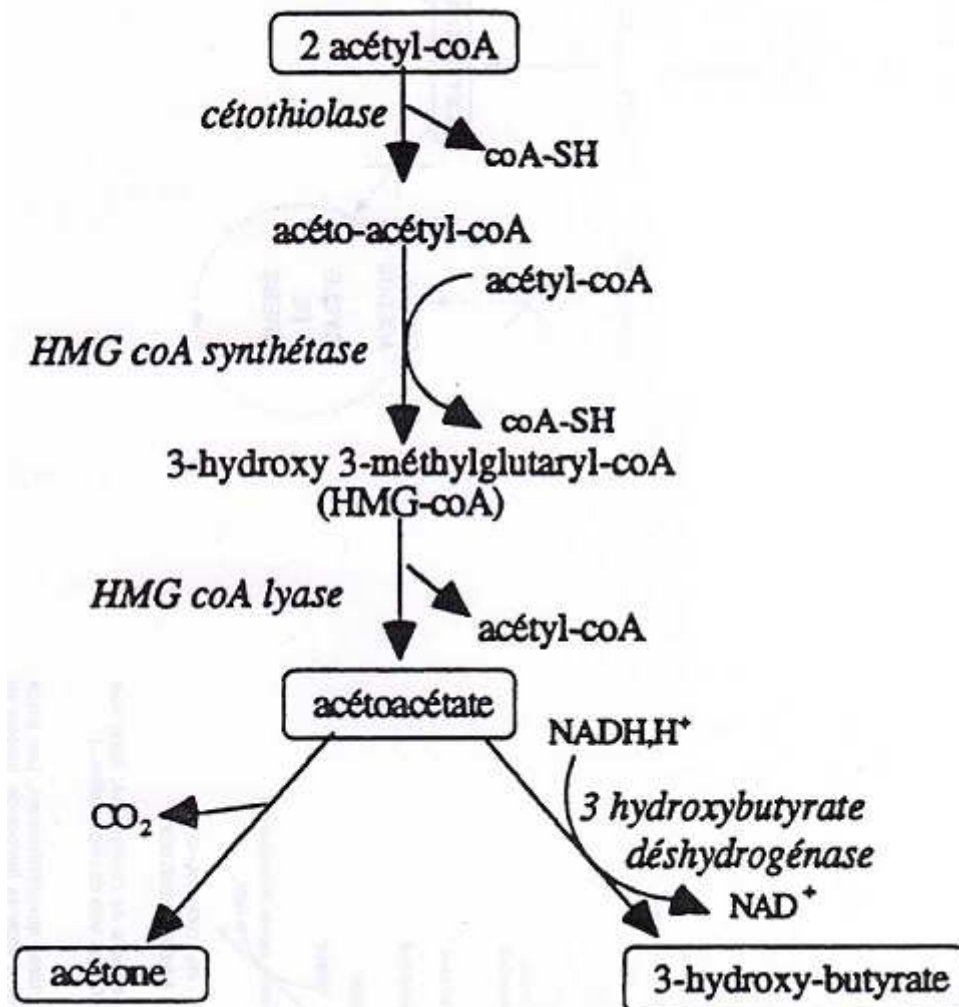 2 acétyl-coA
cétothiolase
coA-SH
acéto-acétyl-coA
acétyl-coA
HMG coA synthétase
coA-SH
3-hydroxy 3-méthylglutaryl-coA
(HMG-coA)
HMG coA lyase
acétyl-coA
acétoacétate
NADH,H⁺
CO₂
3 hydroxybutyrate
déshydrogénase
NAD⁺
acétone
3-hydroxy-butyrate